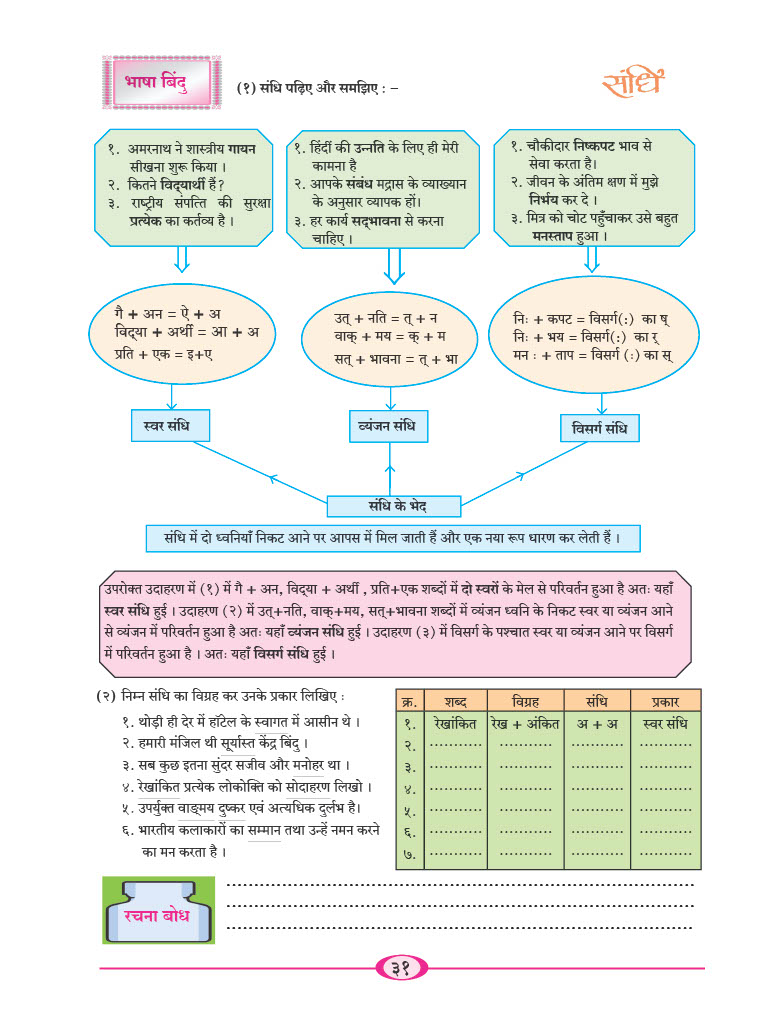 भाषा बिंदु
(१) संधि पढ़िए और समझिए : –
संधि
१. अमरनाथ ने शास्त्रीय गायन
सीखना शुरू किया ।
२. कितने विद्‌यार्थी हैं?
३. राष्ट्रीय संपत्ति की सुरक्षा
प्रत्येक का कर्तव्य है ।
१. हिंदीं की उन्नति के लिए ही मेरी
कामना है
२. आपके संबंध मद्रास के व्याख्यान
के अनुसार व्यापक हों।
३. हर कार्य सद्‌भावना से करना
चाहिए ।
१. चौकीदार निष्कपट भाव से
सेवा करता है।
२. जीवन के अंतिम क्षण में मुझे
निर्भय कर दे ।
३. मित्र को चोट पहुँचाकर उसे बहुत
मनस्ताप हुआ ।
गै + अन = ऐ + अ
विद्‌या + अर्थी = आ + अ
प्रति + एक = इ+ए
उत् + नति = त् + न
वाक् + मय = क् + म
सत् + भावना = त् + भा
निः + कपट = विसर्ग(:) का ष्
निः + भय = विसर्ग(:) का र्
मन : + ताप = विसर्ग (:) का स्
स्वर संधि
व्यंजन संधि
विसर्ग संधि
संधि के भेद
संधि में दो ध्वनियाँ निकट आने पर आपस में मिल जाती हैं और एक नया रूप धारण कर लेती हैं ।
उपरोक्त उदाहरण में (१) में गै + अन, विद्‌या + अर्थी , प्रति+एक शब्दों में दो स्वरों के मेल से परिवर्तन हुआ है अतः यहाँ
स्वर संधि हुई । उदाहरण (२) में उत्+नति, वाक्+मय, सत्+भावना शब्दों में व्यंजन ध्वनि के निकट स्वर या व्यंजन आने
से व्यंजन में परिवर्तन हुआ है अतः यहाँ व्यंजन संधि हुई । उदाहरण (३) में विसर्ग के पश्चात स्वर या व्यंजन आने पर विसर्ग
में परिवर्तन हुआ है । अतः यहाँ विसर्ग संधि हुई ।
(२) निम्न संधि का विग्रह कर उनके प्रकार लिखिए :
१. थोड़ी ही देर में हॉटेल के स्वागत में आसीन थे ।
२. हमारी मंजिल थी सूर्यास्त केंद्र बिंदु ।
३. सब कुछ इतना सुंदर सजीव और मनोहर था ।
४. रेखांकित प्रत्येक लोकोक्ति को सोदाहरण लिखो ।
५. उपर्युक्त वाङ्‌मय दुष्कर एवं अत्यधिक दुर्लभ है।
६. भारतीय कलाकारों का सम्मान तथा उन्हें नमन करने
का मन करता है ।
क्र. शब्द विग्रह संधि प्रकार
१. रेखांकित रेख + अंकित अ + अ स्वर संधि
२. ........... ........... ........... ...........
३. ........... ........... ........... ...........
४. ........... ........... ........... ...........
५. ........... ........... ........... ...........
६. ........... ........... ........... ...........
७. ........... ........... ........... ...........
रचना बोध
३१